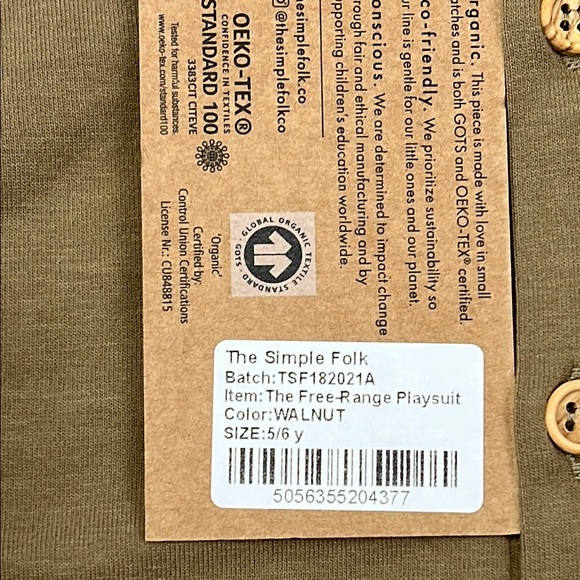 organic. This piece is made with love in small
batches and is both GOTS and OEKO-TEX® certified.
eco-friendly. We prioritize sustainability so
our line is gentle for our little ones and our planet.
conscious. We are determined to impact change
through fair and ethical manufacturing and by
supporting children's education worldwide.
thesimplefolk.co
@thesimplefolkco
OEKO-TEX®
CONFIDENCE IN TEXTILES
STANDARD 100
3383CIT CITEVE
Tested for harmful substances.
www.oeko-tex.com/standard100
GLOBAL ORGANIC TEXTILE STANDARD · GOTS ·
'Organic'
Certified by:
Control Union Certifications
License Nr.: CU848815
The Simple Folk
Batch:TSF182021A
Item:The Free-Range Playsuit
Color:WALNUT
SIZE:5/6 y
5056355204377